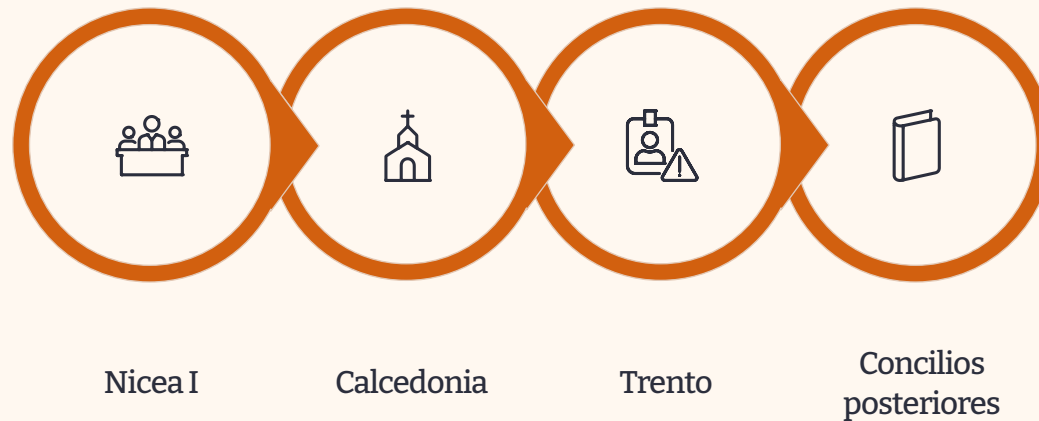 Nicea I
Calcedonia
Trento
Concilios
posteriores